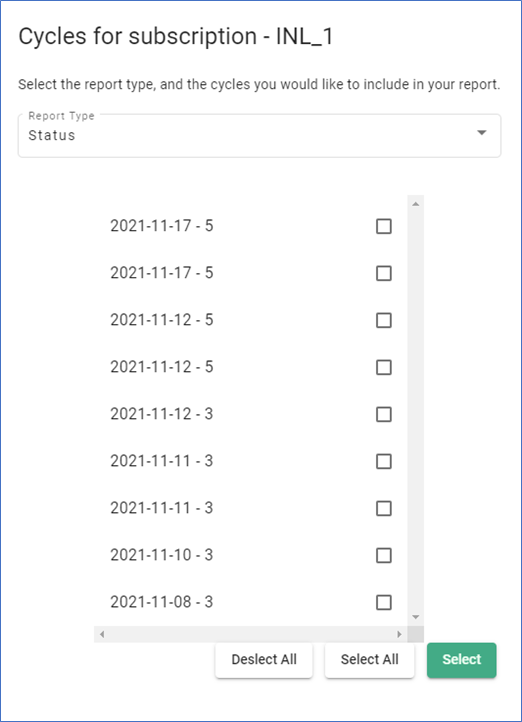 Cycles for subscription - INL_1
Select the report type, and the cycles you would like to include in your report.
Report Type
Status
2021-11-17 - 5
2021-11-17 - 5
2021-11-12 - 5
2021-11-12 - 5
2021-11-12 - 3
2021-11-11 - 3
2021-11-11 - 3
2021-11-10 - 3
2021-11-08 - 3
Deslect All Select All Select